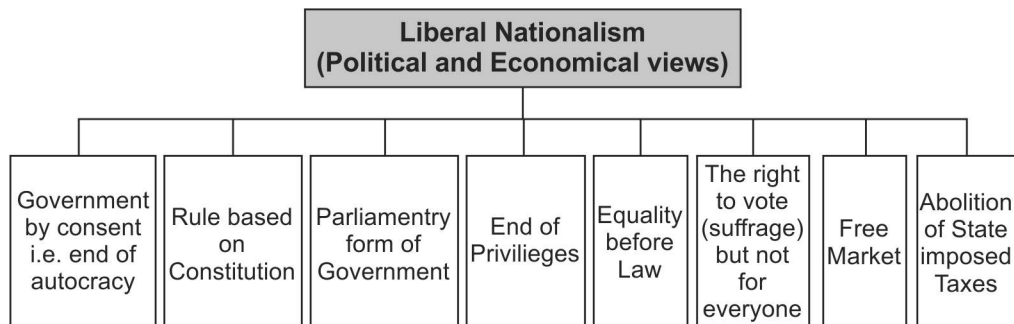 Liberal Nationalism
(Political and Economical views)
Government
by consent
i.e. end of
autocracy
Rule based
on
Constitution
Parliamentry
form of
Government
End of
Privilieges
Equality
before
Law
The right
to vote
(suffrage)
but not
for
everyone
Free
Market
Abolition
of State
imposed
Taxes